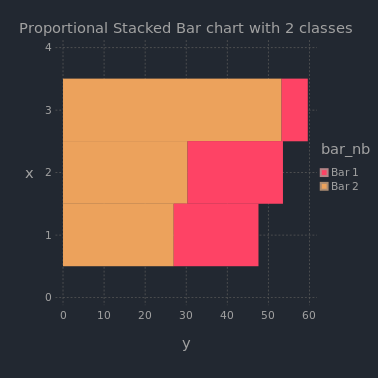 Proportional Stacked Bar chart with 2 classes
4
3
2
1
0
x
0 10 20 30 40 50 60
y
bar_nb
Bar 1
Bar 2